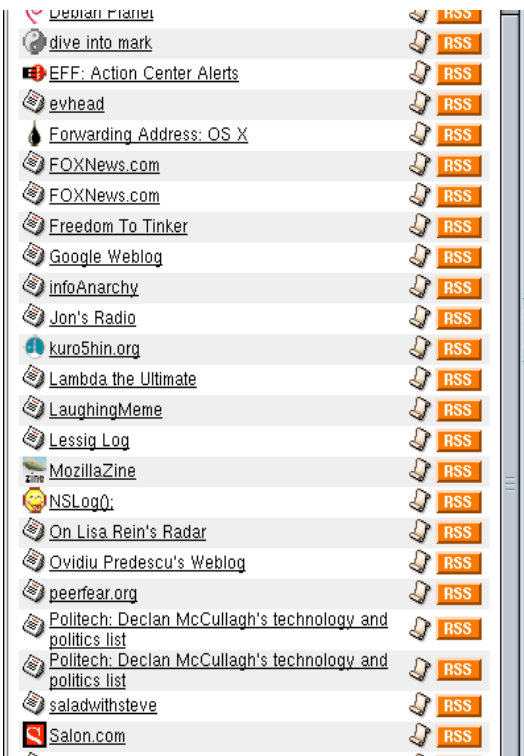 Debian Planet RSS
dive into mark RSS
EFF: Action Center Alerts RSS
evhead RSS
Forwarding Address: OS X RSS
FOXNews.com RSS
FOXNews.com RSS
Freedom To Tinker RSS
Google Weblog RSS
infoAnarchy RSS
Jon's Radio RSS
kuro5hin.org RSS
Lambda the Ultimate RSS
LaughingMeme RSS
Lessig Log RSS
zine MozillaZine RSS
NSLog(); RSS
On Lisa Rein's Radar RSS
Ovidiu Predescu's Weblog RSS
peerfear.org RSS
Politech: Declan McCullagh's technology and
politics list RSS
Politech: Declan McCullagh's technology and
politics list RSS
saladwithsteve RSS
S Salon.com RSS